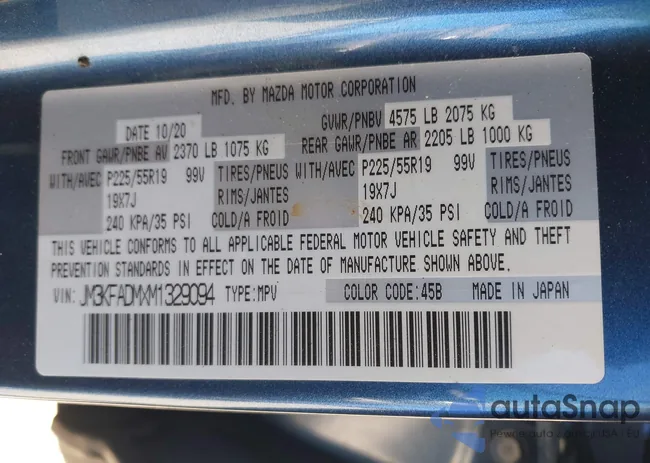 MFD. BY MAZDA MOTOR CORPORATION
DATE 10/20 GVWR/PNBV 4575 LB 2075 KG
FRONT GAWR/PNBE AV 2370 LB 1075 KG REAR GAWR/PNBE AR 2205 LB 1000 KG
WITH/AVEC P225/55R19 99V TIRES/PNEUS WITH/AVEC P225/55R19 99V TIRES/PNEUS
19X7J RIMS/JANTES 19X7J RIMS/JANTES
240 KPA/35 PSI COLD/A FROID 240 KPA/35 PSI COLD/A FROID
THIS VEHICLE CONFORMS TO ALL APPLICABLE FEDERAL MOTOR VEHICLE SAFETY AND THEFT
PREVENTION STANDARDS IN EFFECT ON THE DATE OF MANUFACTURE SHOWN ABOVE.
VIN: JM3KFADMXM1329094 TYPE:MPV COLOR CODE:45B MADE IN JAPAN
autoSnap